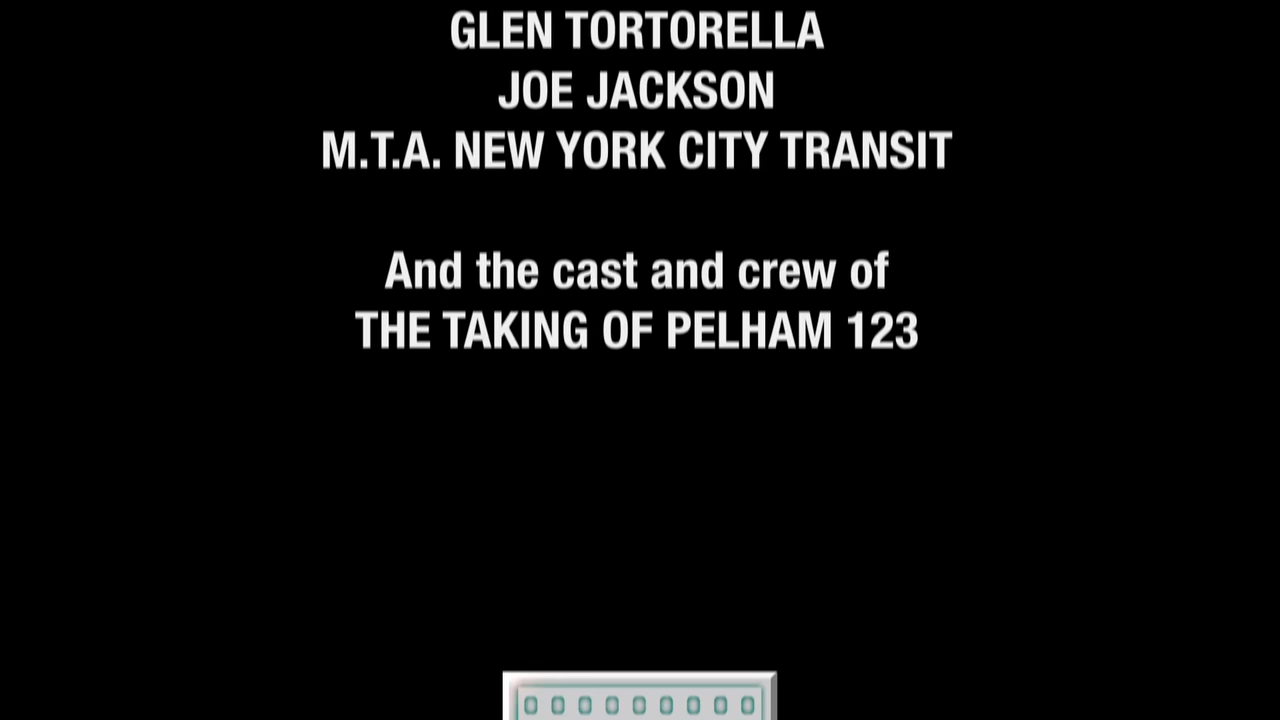 GLEN TORTORELLA
JOE JACKSON
M.T.A. NEW YORK CITY TRANSIT
And the cast and crew of
THE TAKING OF PELHAM 123